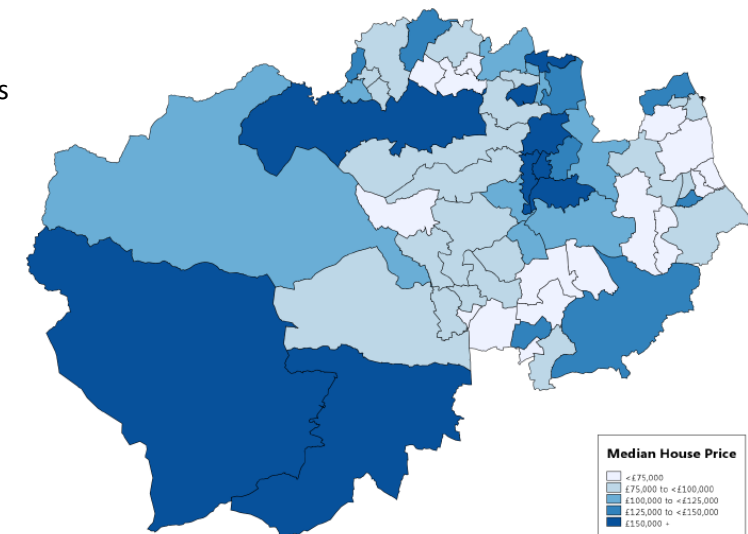 s
Median House Price
<£75,000
£75,000 to <£100,000
£100,000 to <£125,000
£125,000 to <£150,000
£150,000 +